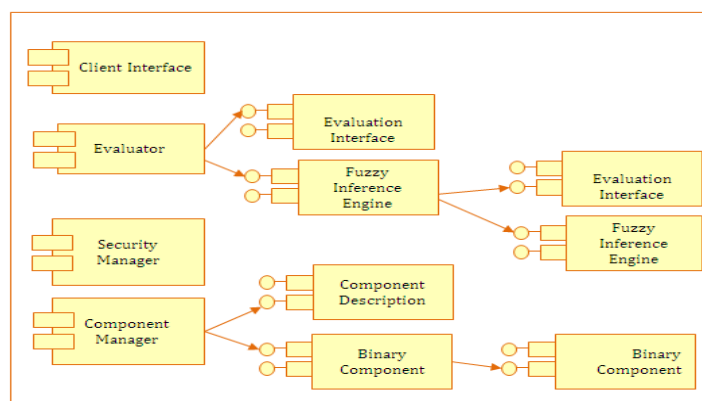 Client Interface
Evaluator
Evaluation
Interface
Fuzzy
Inference
Engine
Evaluation
Interface
Fuzzy
Inference
Engine
Security
Manager
Component
Manager
Component
Description
Binary
Component
Binary
Component